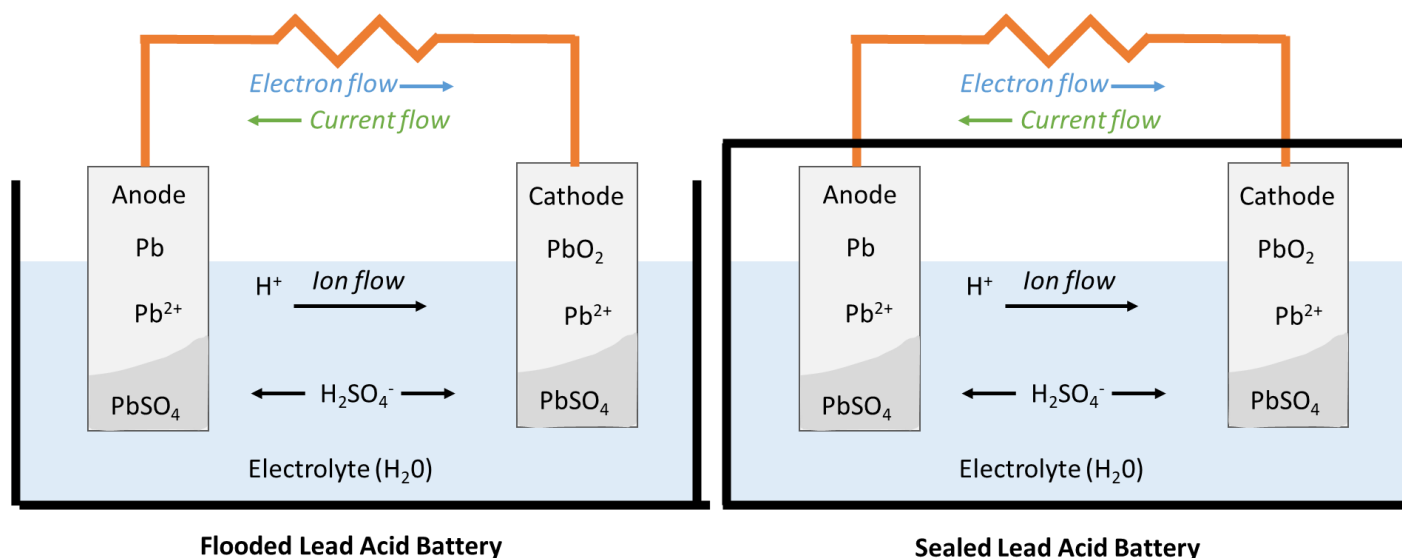 Electron flow
Current flow
Anode
Cathode
Pb
PbO₂
H⁺
Ion flow
Pb²⁺
Pb²⁺
H₂SO₄⁻
PbSO₄
PbSO₄
Electrolyte (H₂0)
Flooded Lead Acid Battery
Electron flow
Current flow
Anode
Cathode
Pb
PbO₂
H⁺
Ion flow
Pb²⁺
Pb²⁺
H₂SO₄⁻
PbSO₄
PbSO₄
Electrolyte (H₂0)
Sealed Lead Acid Battery